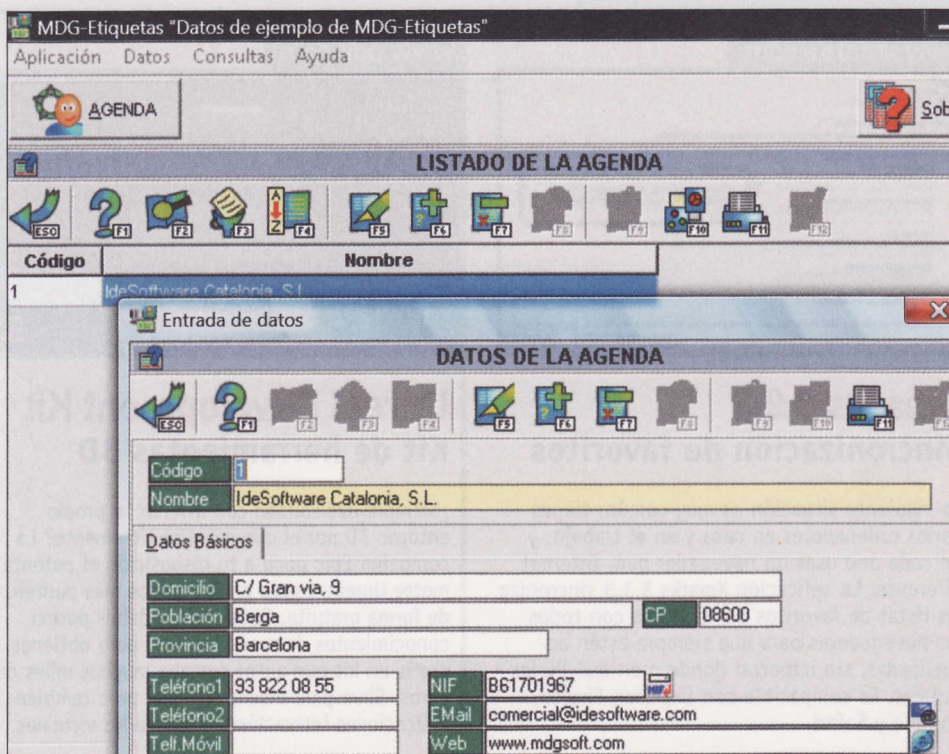 MDG-Etiquetas "Datos de ejemplo de MDG-Etiquetas"
Aplicación Datos Consultas Ayuda
AGENDA Sob
LISTADO DE LA AGENDA
ESC F1 F2 F3 A Z F4 F5 F6 F7 F8 F9 F10 F11 F12
Código Nombre
1 IdeSoftware Catalonia, S.L.
Entrada de datos
DATOS DE LA AGENDA
ESC F1 F2 F3 F4 F5 F6 F7 F8 F9 F10 F11 F12
Código 1
Nombre IdeSoftware Catalonia, S.L.
Datos Básicos
Domicilio C/ Gran via, 9
Población Berga CP 08600
Provincia Barcelona
Teléfono1 93 822 08 55 NIF B61701967
Teléfono2 EMail comercial@idesoftware.com
Telf.Móvil Web www.mdgsoft.com